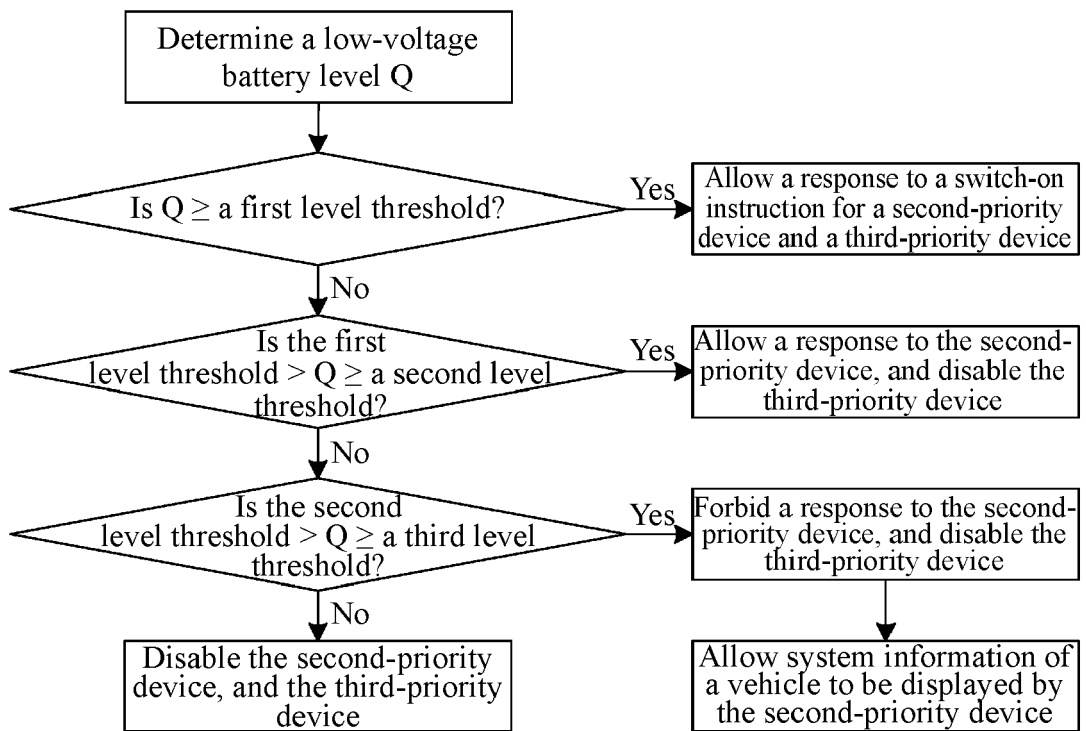 Determine a low-voltage
battery level Q
Is Q ≥ a first level threshold?
Yes
Allow a response to a switch-on
instruction for a second-priority
device and a third-priority device
No
Is the first
level threshold > Q ≥ a second level
threshold?
Yes
Allow a response to the second-
priority device, and disable the
third-priority device
No
Is the second
level threshold > Q ≥ a third level
threshold?
Yes
Forbid a response to the second-
priority device, and disable the
third-priority device
No
Disable the second-priority
device, and the third-priority
device
Allow system information of
a vehicle to be displayed by
the second-priority device